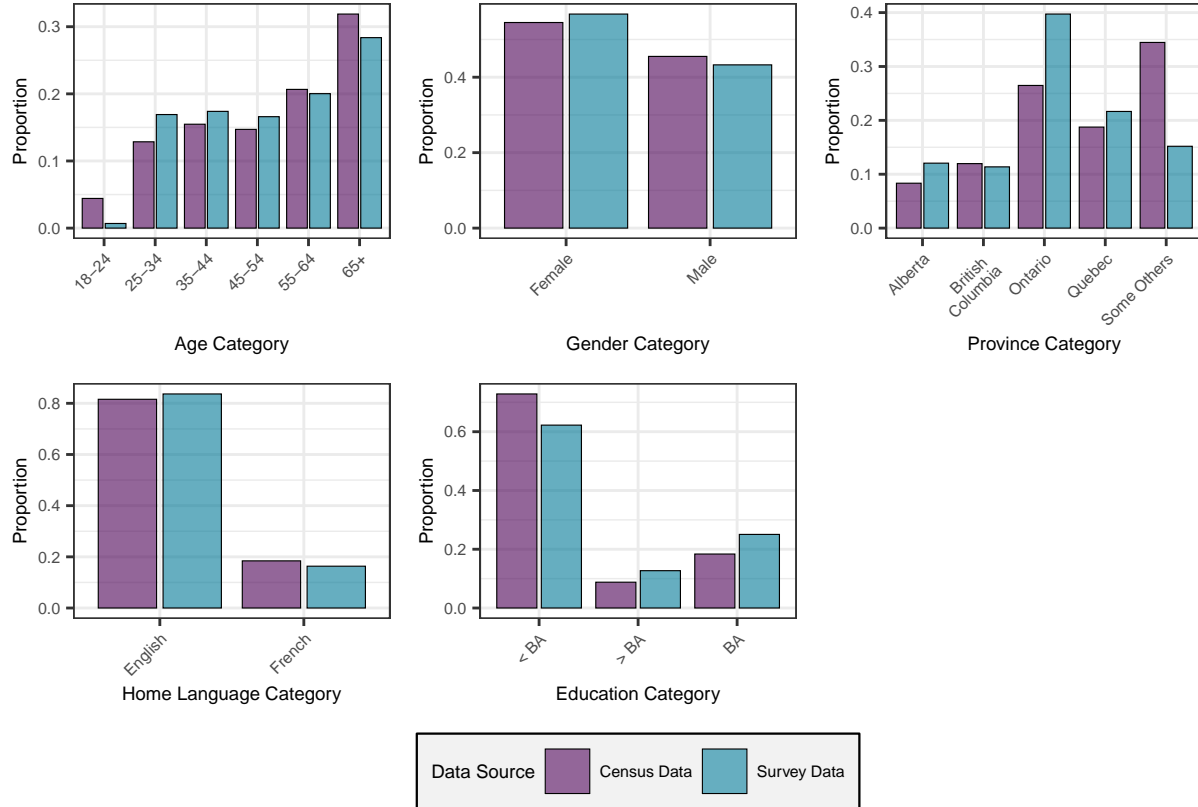 Proportion
0.3
0.2
0.1
0.0
18−24
25−34
35−44
45−54
55−64
65+
Age Category
Proportion
0.4
0.2
0.0
Female
Male
Gender Category
Proportion
0.4
0.3
0.2
0.1
0.0
Alberta
British
Columbia
Ontario
Quebec
Some Others
Province Category
Proportion
0.8
0.6
0.4
0.2
0.0
English
French
Home Language Category
Proportion
0.6
0.4
0.2
0.0
< BA
> BA
BA
Education Category
Data Source Census Data Survey Data